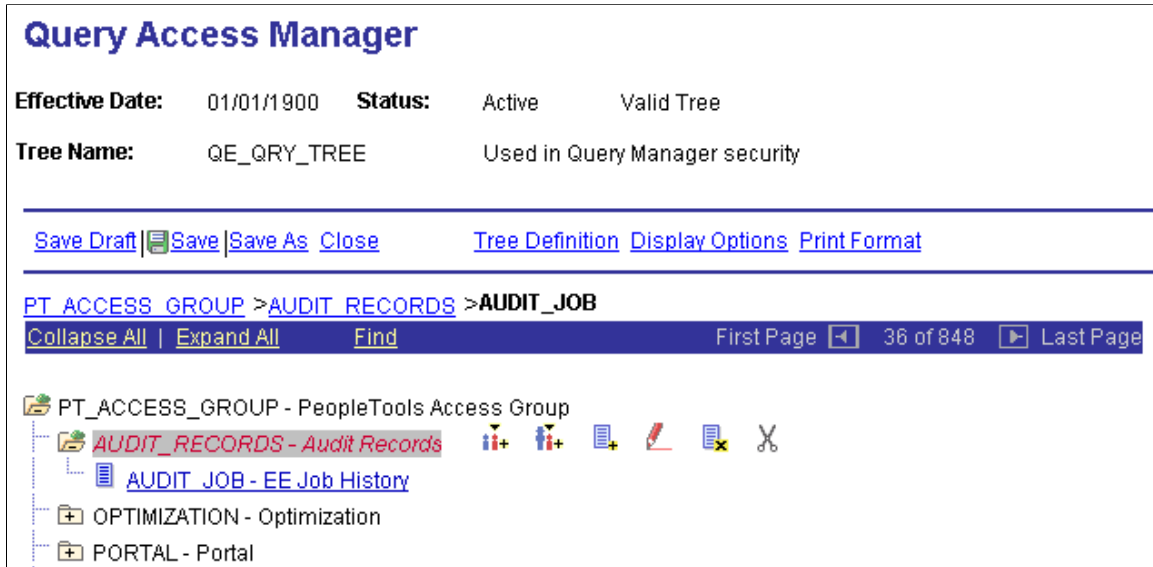 Query Access Manager
Effective Date: 01/01/1900 Status: Active Valid Tree
Tree Name: QE_QRY_TREE Used in Query Manager security
Save Draft | Save | Save As Close Tree Definition Display Options Print Format
PT_ACCESS_GROUP > AUDIT_RECORDS > AUDIT_JOB
Collapse All | Expand All Find First Page 36 of 848 Last Page
PT_ACCESS_GROUP - PeopleTools Access Group
AUDIT_RECORDS - Audit Records
AUDIT_JOB - EE Job History
OPTIMIZATION - Optimization
PORTAL - Portal